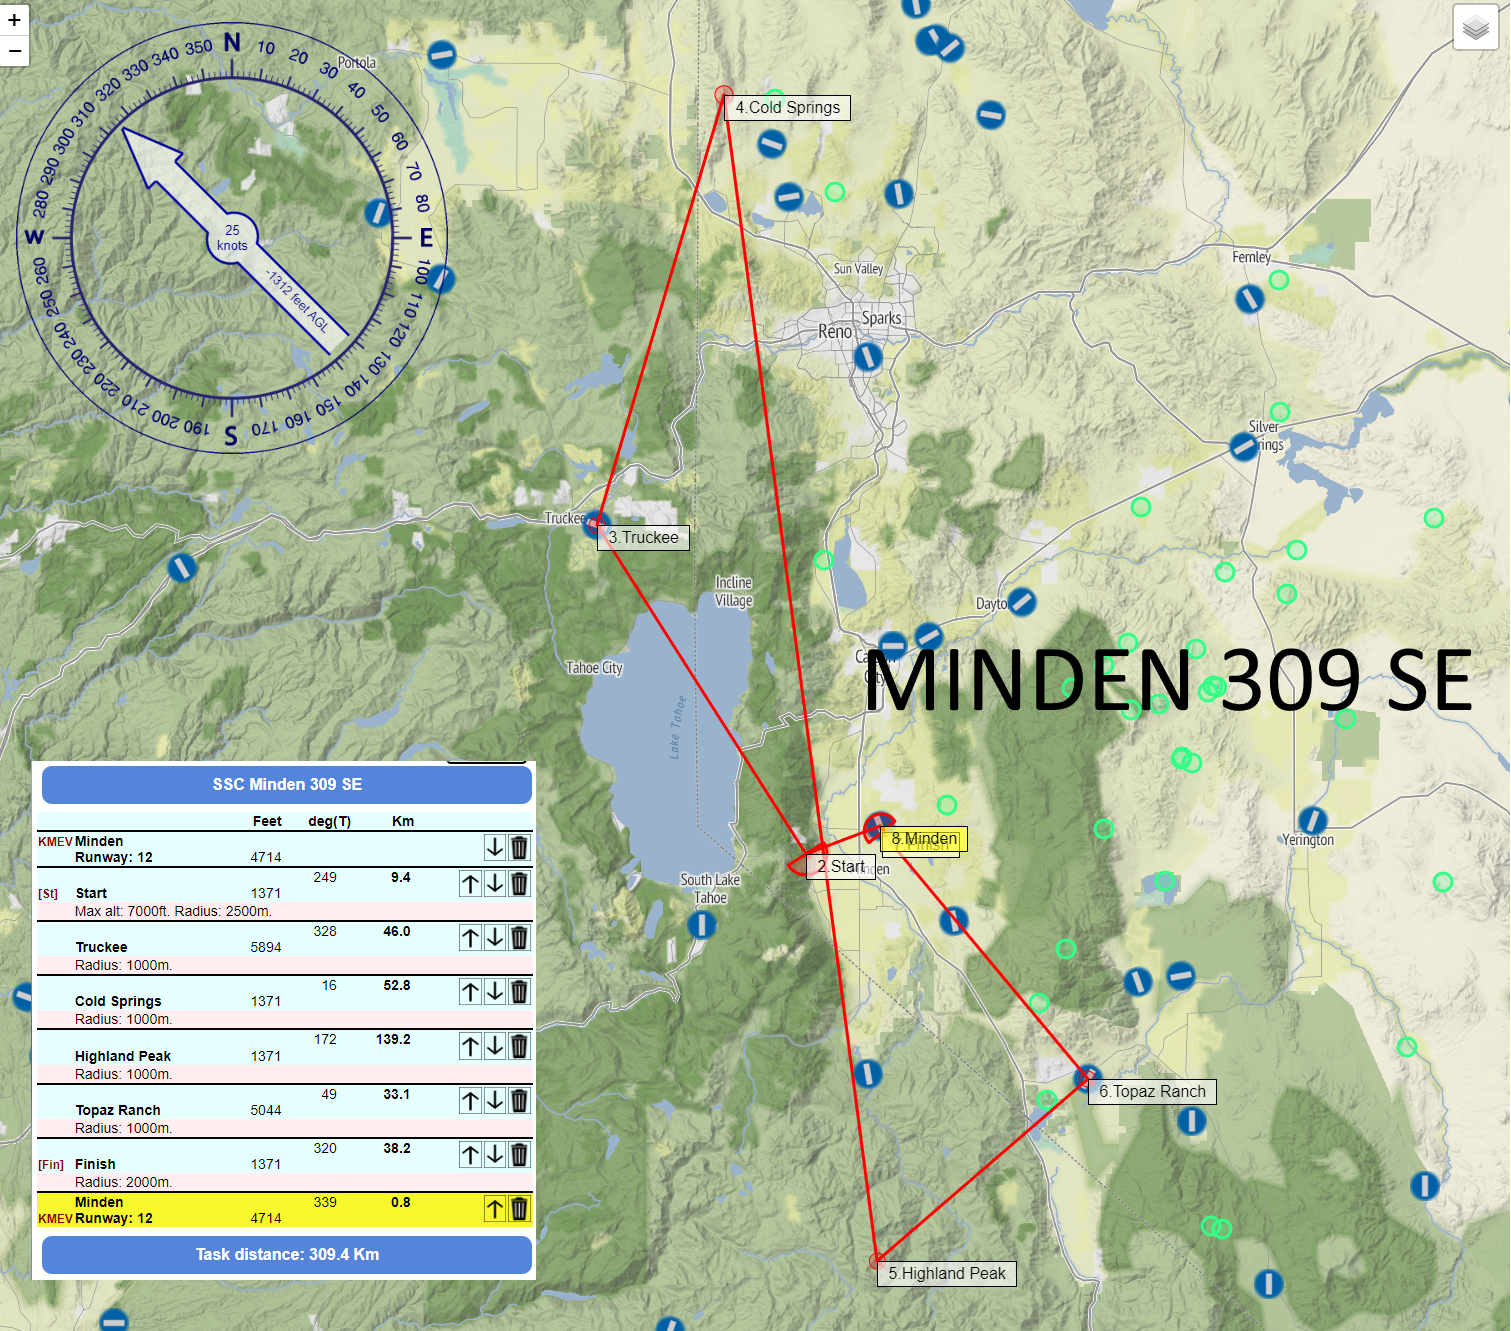 +
−
N
10
20
30
40
50
60
70
80
E
100
110
120
130
140
150
160
170
S
190
200
210
220
230
240
250
260
W
280
290
300
310
320
330
340
350
25
knots
-1312 feet AGL
Portola
4.Cold Springs
Sun Valley
Sparks
Reno
Fernley
Silver
Truckee
3.Truckee
Incline
Village
Tahoe City
Lake Tahoe
MINDEN 309 SE
8.Minden
7.Finish
2.Start
South Lake
Tahoe
Yerington
6.Topaz Ranch
5.Highland Peak
SSC Minden 309 SE
Feet deg(T) Km
KMEV Minden
Runway: 12 4714
249 9.4
[St] Start 1371
Max alt: 7000ft. Radius: 2500m.
328 46.0
Truckee 5894
Radius: 1000m.
16 52.8
Cold Springs 1371
Radius: 1000m.
172 139.2
Highland Peak 1371
Radius: 1000m.
49 33.1
Topaz Ranch 5044
Radius: 1000m.
320 38.2
[Fin] Finish 1371
Radius: 2000m.
Minden 339 0.8
KMEV Runway: 12 4714
Task distance: 309.4 Km